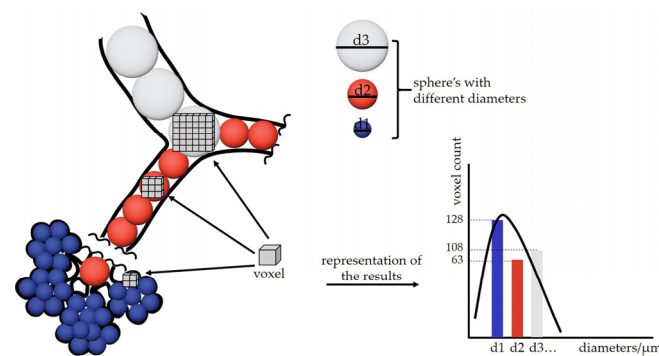 d3
d2
d1
sphere's with
different diameters
voxel
representation of
the results
voxel count
128
108
63
d1 d2 d3... diameters/μm